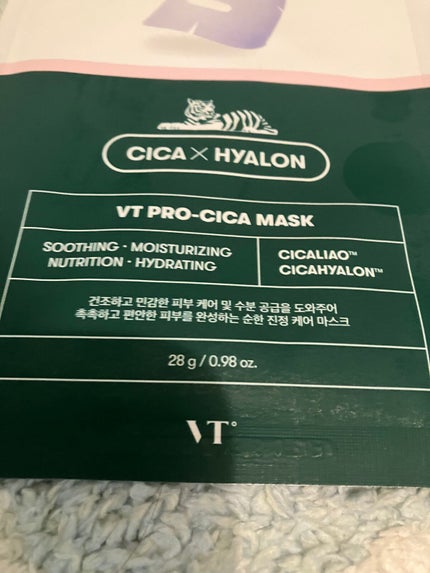 CICA × HYALON
VT PRO-CICA MASK
SOOTHING · MOISTURIZING
NUTRITION · HYDRATING
CICALIAO™
CICAHYALON™
건조하고 민감한 피부 케어 및 수분 공급을 도와주어
촉촉하고 편안한 피부를 완성하는 순한 진정 케어 마스크
28 g / 0.98 oz.
VT°